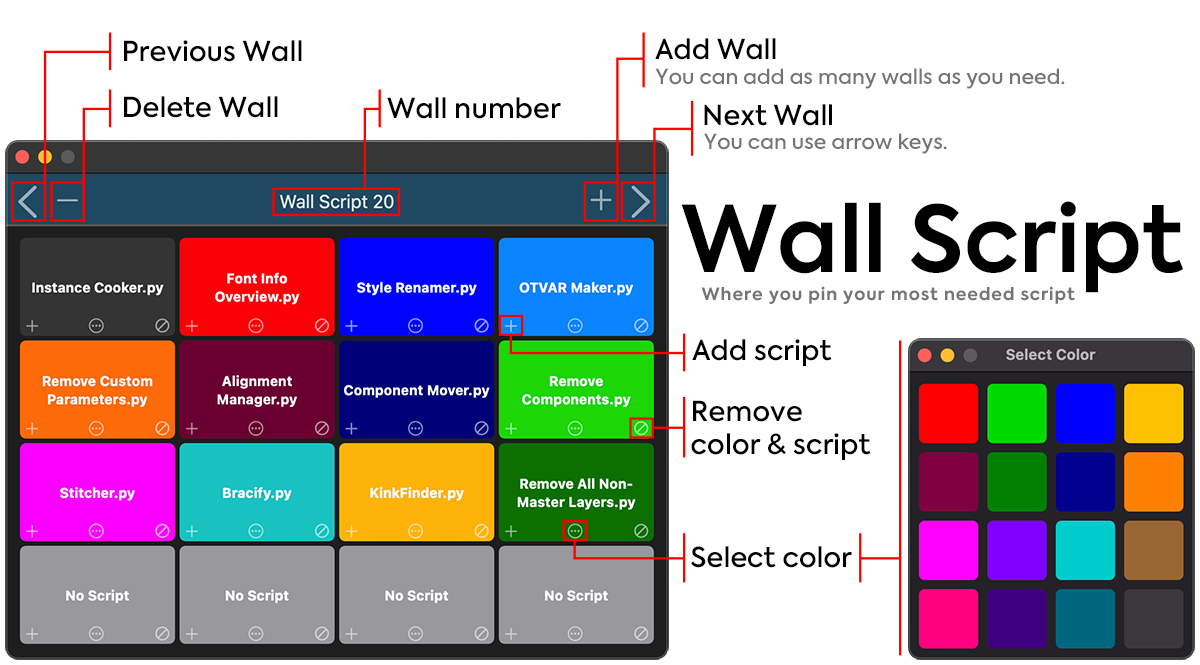 Previous Wall
Delete Wall
Wall number
Add Wall
You can add as many walls as you need.
Next Wall
You can use arrow keys.
Wall Script 20
Wall Script
Where you pin your most needed script
Instance Cooker.py
Font Info
Overview.py
Style Renamer.py
OTVAR Maker.py
Remove Custom
Parameters.py
Alignment
Manager.py
Component Mover.py
Remove
Components.py
Stitcher.py
Bracify.py
KinkFinder.py
Remove All Non-
Master Layers.py
No Script
No Script
No Script
No Script
Add script
Remove
color & script
Select color
Select Color